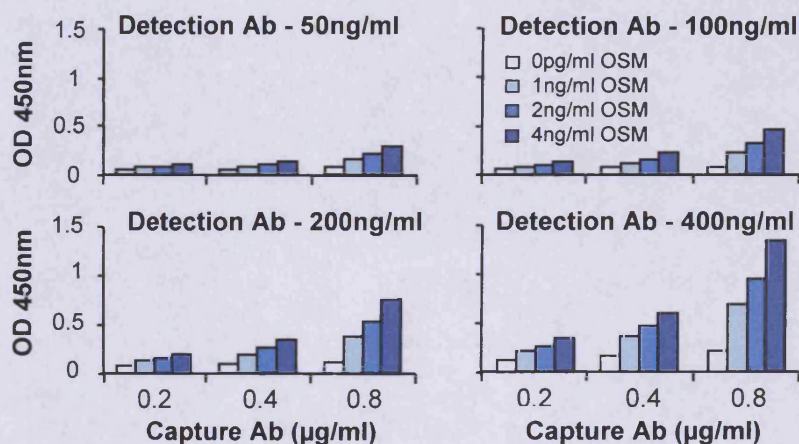 Detection Ab - 50ng/ml
Detection Ab - 100ng/ml
OD 450nm
1.5
1
0.5
0
0pg/ml OSM
1ng/ml OSM
2ng/ml OSM
4ng/ml OSM
Detection Ab - 200ng/ml
Detection Ab - 400ng/ml
OD 450nm
1.5
1
0.5
0
0.2 0.4 0.8
0.2 0.4 0.8
Capture Ab (µg/ml)
Capture Ab (µg/ml)